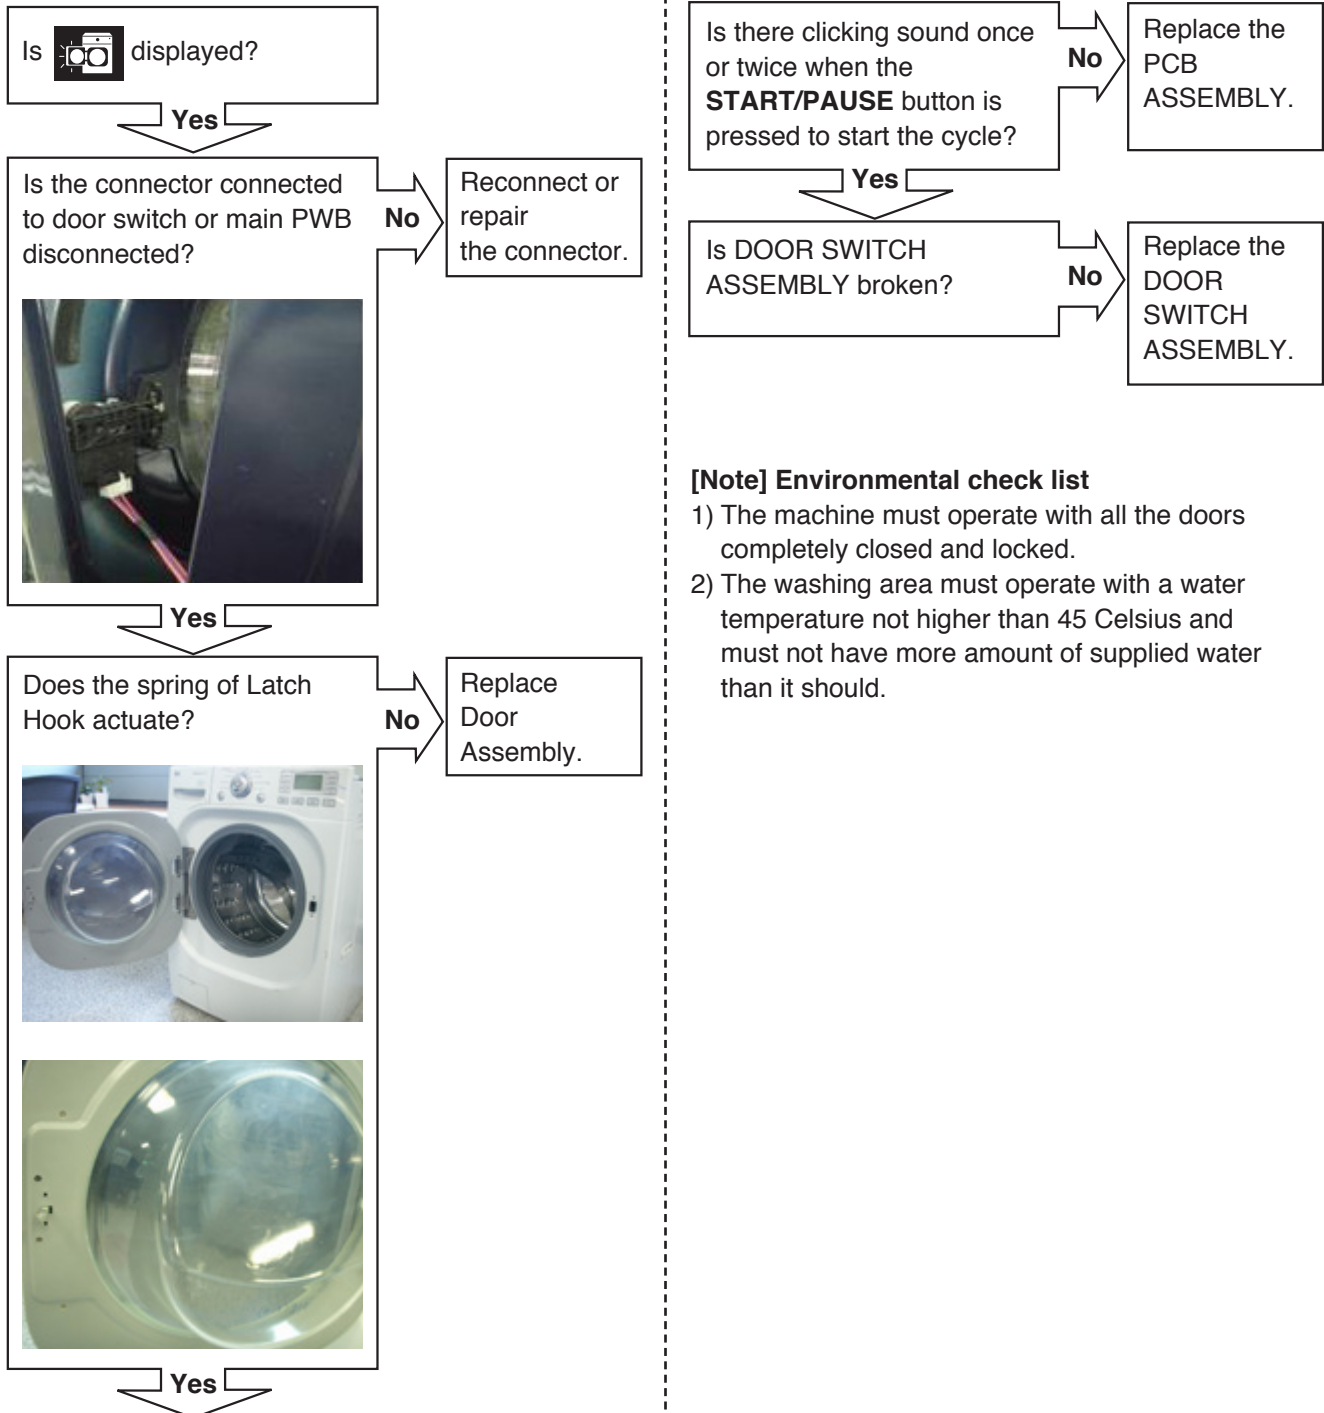 Is displayed?
Yes
Is the connector connected
to door switch or main PWB
disconnected?
No
Reconnect or
repair
the connector.
Yes
Does the spring of Latch
Hook actuate?
No
Replace
Door
Assembly.
Yes
Is there clicking sound once
or twice when the
START/PAUSE button is
pressed to start the cycle?
No
Replace the
PCB
ASSEMBLY.
Yes
Is DOOR SWITCH
ASSEMBLY broken?
No
Replace the
DOOR
SWITCH
ASSEMBLY.
[Note] Environmental check list
1) The machine must operate with all the doors
completely closed and locked.
2) The washing area must operate with a water
temperature not higher than 45 Celsius and
must not have more amount of supplied water
than it should.